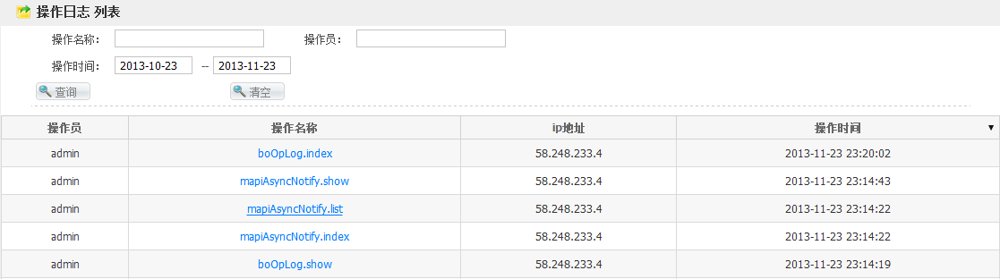 操作日志 列表
操作名称： 操作员：
操作时间： 2013-10-23 -- 2013-11-23
查询 清空
操作员 操作名称 ip地址 操作时间
admin boOpLog.index 58.248.233.4 2013-11-23 23:20:02
admin mapiAsyncNotify.show 58.248.233.4 2013-11-23 23:14:43
admin mapiAsyncNotify.list 58.248.233.4 2013-11-23 23:14:22
admin mapiAsyncNotify.index 58.248.233.4 2013-11-23 23:14:22
admin boOpLog.show 58.248.233.4 2013-11-23 23:14:19